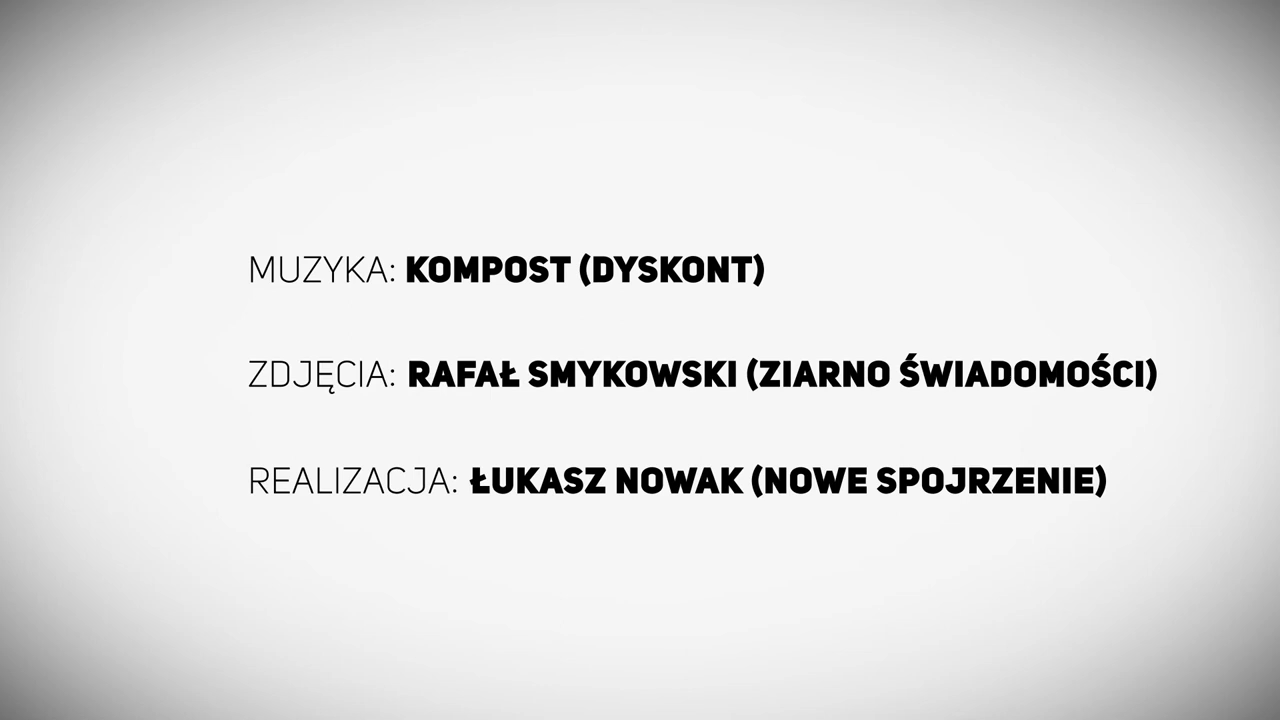 MUZYKA: KOMPOST (DYSKONT)
ZDJĘCIA: RAFAŁ SMYKOWSKI (ZIARNO ŚWIADOMOŚCI)
REALIZACJA: ŁUKASZ NOWAK (NOWE SPOJRZENIE)